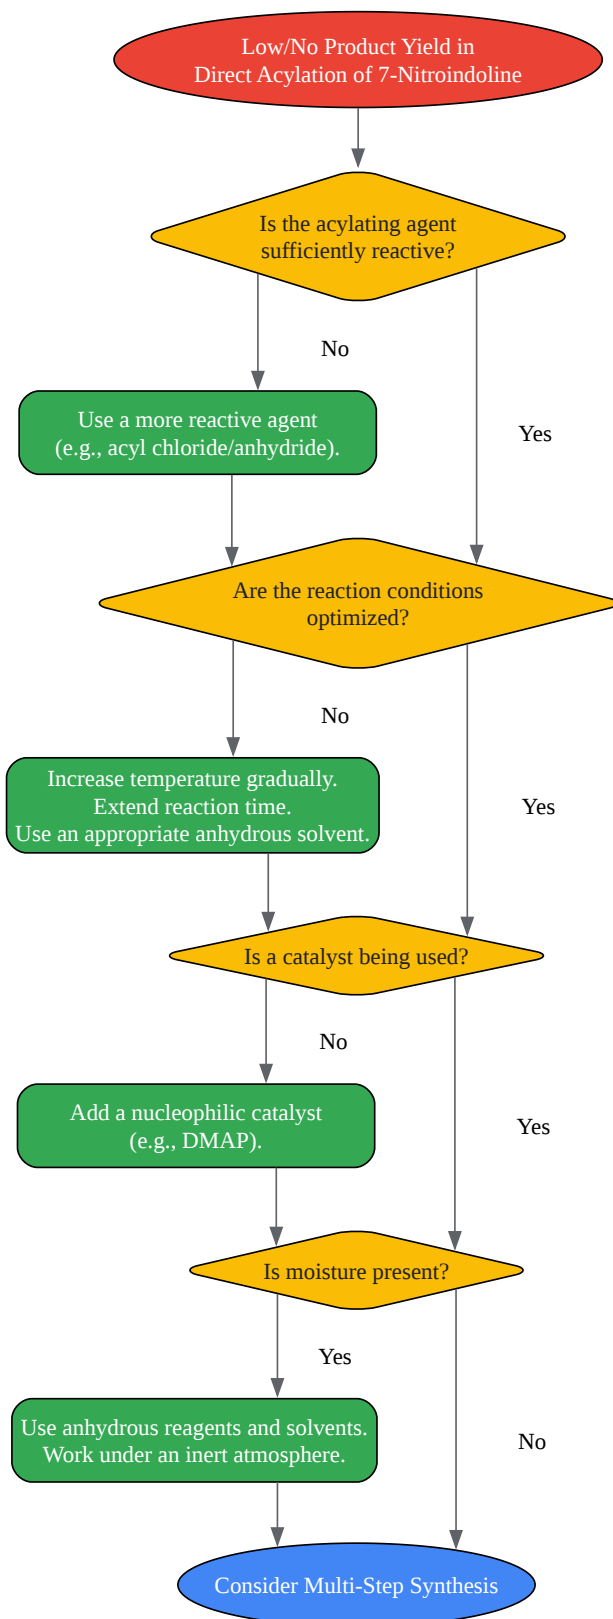 Low/No Product Yield in
Direct Acylation of 7-Nitroindoline
Is the acylating agent
sufficiently reactive?
No
Use a more reactive agent
(e.g., acyl chloride/anhydride).
Yes
Are the reaction conditions
optimized?
No
Increase temperature gradually.
Extend reaction time.
Use an appropriate anhydrous solvent.
Yes
Is a catalyst being used?
No
Add a nucleophilic catalyst
(e.g., DMAP).
Yes
Is moisture present?
Yes
Use anhydrous reagents and solvents.
Work under an inert atmosphere.
No
Consider Multi-Step Synthesis